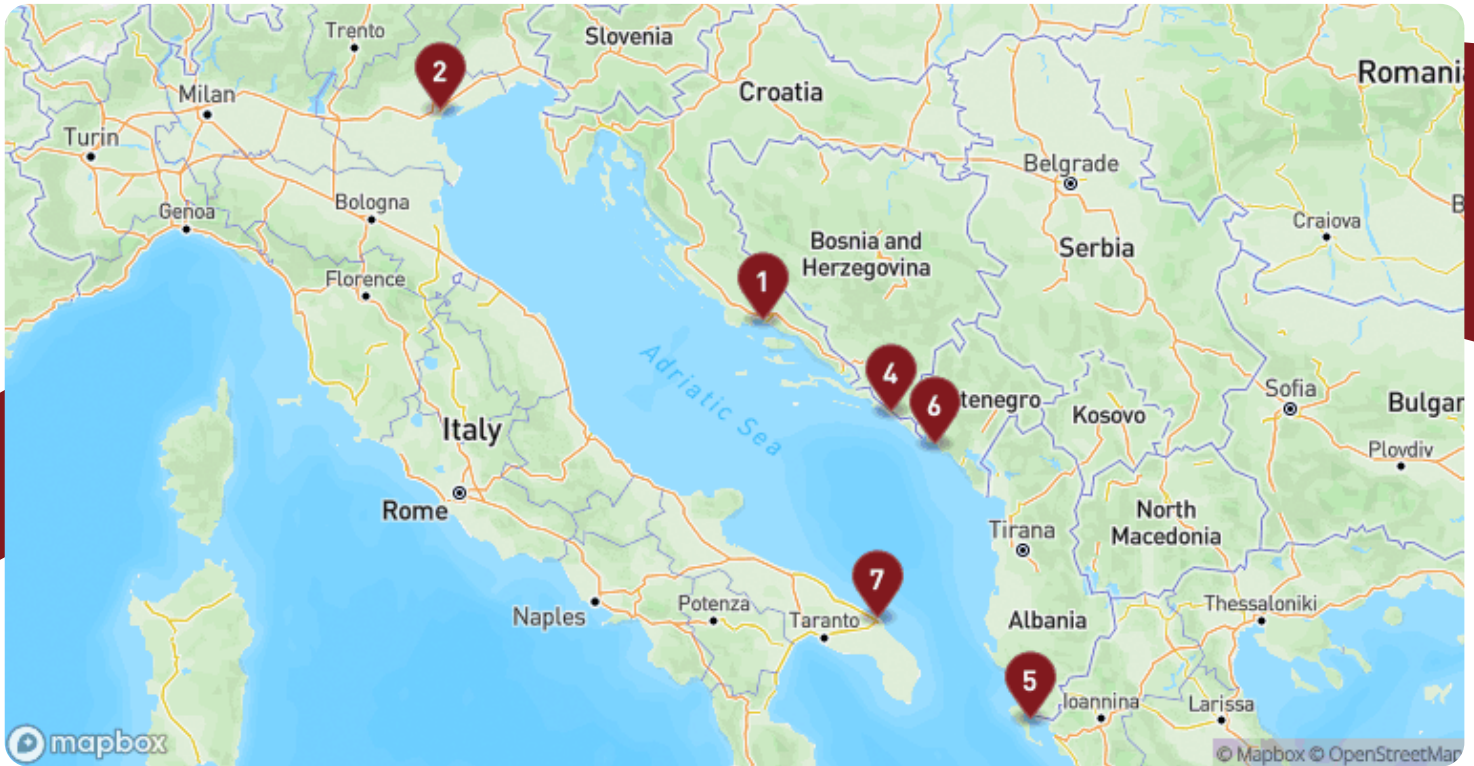 Trento
Slovenia
2
Romani
Croatia
Milan
Turin
Belgrade
Bologna
Genoa
B
Craiova
Bosnia and
Herzegovina
Serbia
1
Florence
Adriatic Sea
4
Sofia
6
tenegro
Kosovo
Bulgar
Italy
Plovdiv
Rome
North
Macedonia
Tirana
7
Naples
Potenza
Taranto
Albania
Thessaloniki
5
Ioannina
Larissa
mapbox
© Mapbox © OpenStreetMap